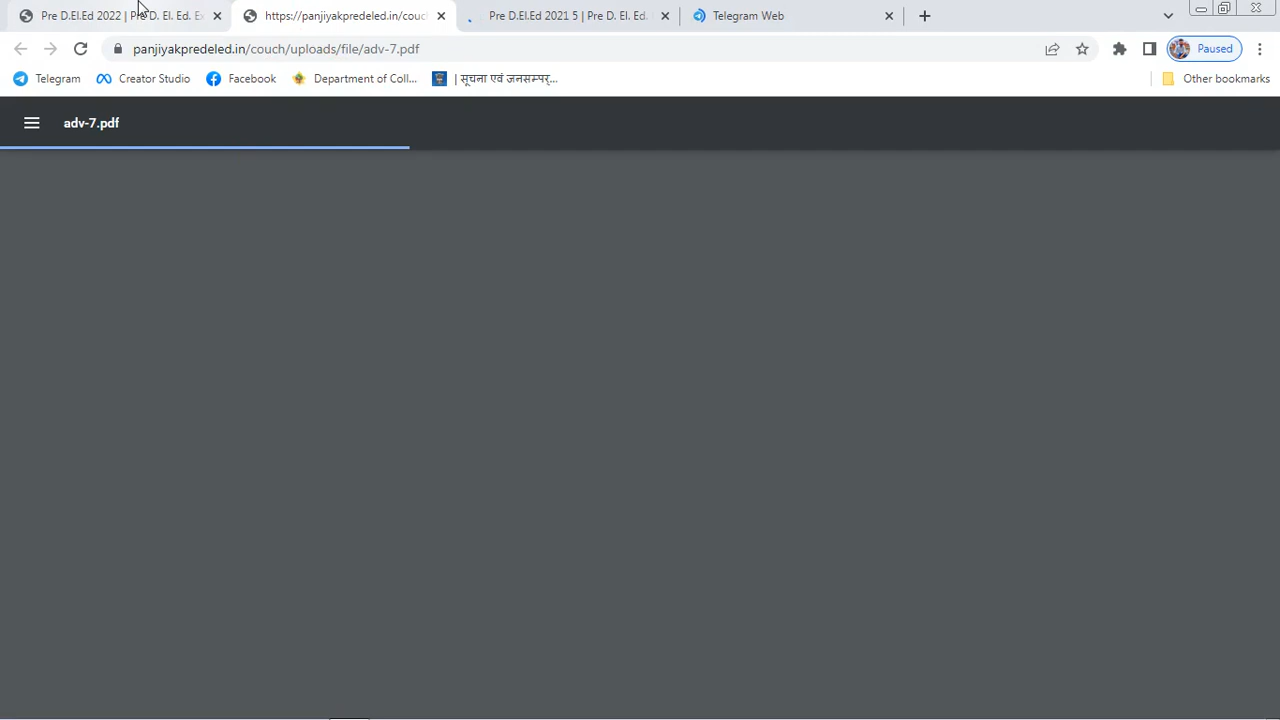 Pre D.El.Ed 2022 | Pre D. El. Ed. Ex
https://panjiyakpredeled.in/couc
Pre D.El.Ed 2021 5 | Pre D. El. Ed.
Telegram Web
panjiyakpredeled.in/couch/uploads/file/adv-7.pdf
Paused
Telegram
Creator Studio
Facebook
Department of Coll...
| सूचना एवं जनसम्पर्...
Other bookmarks
adv-7.pdf